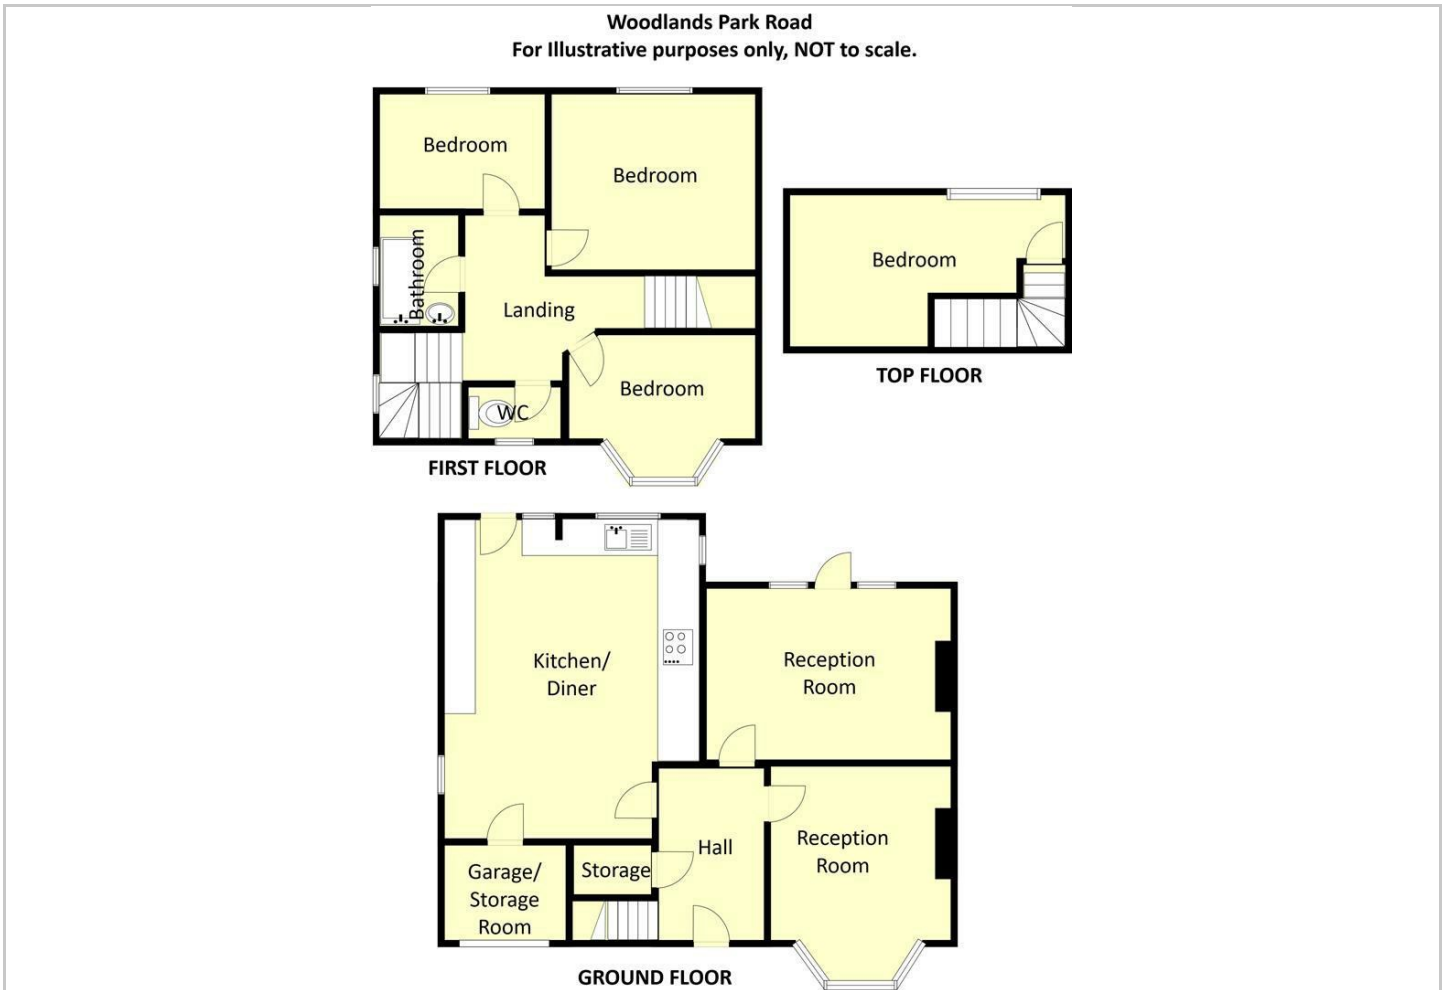 Woodlands Park Road
For Illustrative purposes only, NOT to scale.
Bedroom
Bedroom
Bathroom
Landing
Bedroom
WC
FIRST FLOOR
Bedroom
TOP FLOOR
Kitchen/
Diner
Reception
Room
Reception
Room
Hall
Storage
Garage/
Storage
Room
GROUND FLOOR